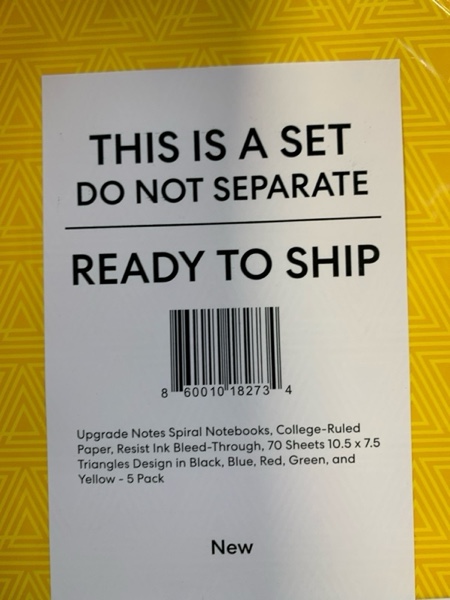 THIS IS A SET
DO NOT SEPARATE
READY TO SHIP
8 60010 18273 4
Upgrade Notes Spiral Notebooks, College-Ruled
Paper, Resist Ink Bleed-Through, 70 Sheets 10.5 x 7.5
Triangles Design in Black, Blue, Red, Green, and
Yellow - 5 Pack
New